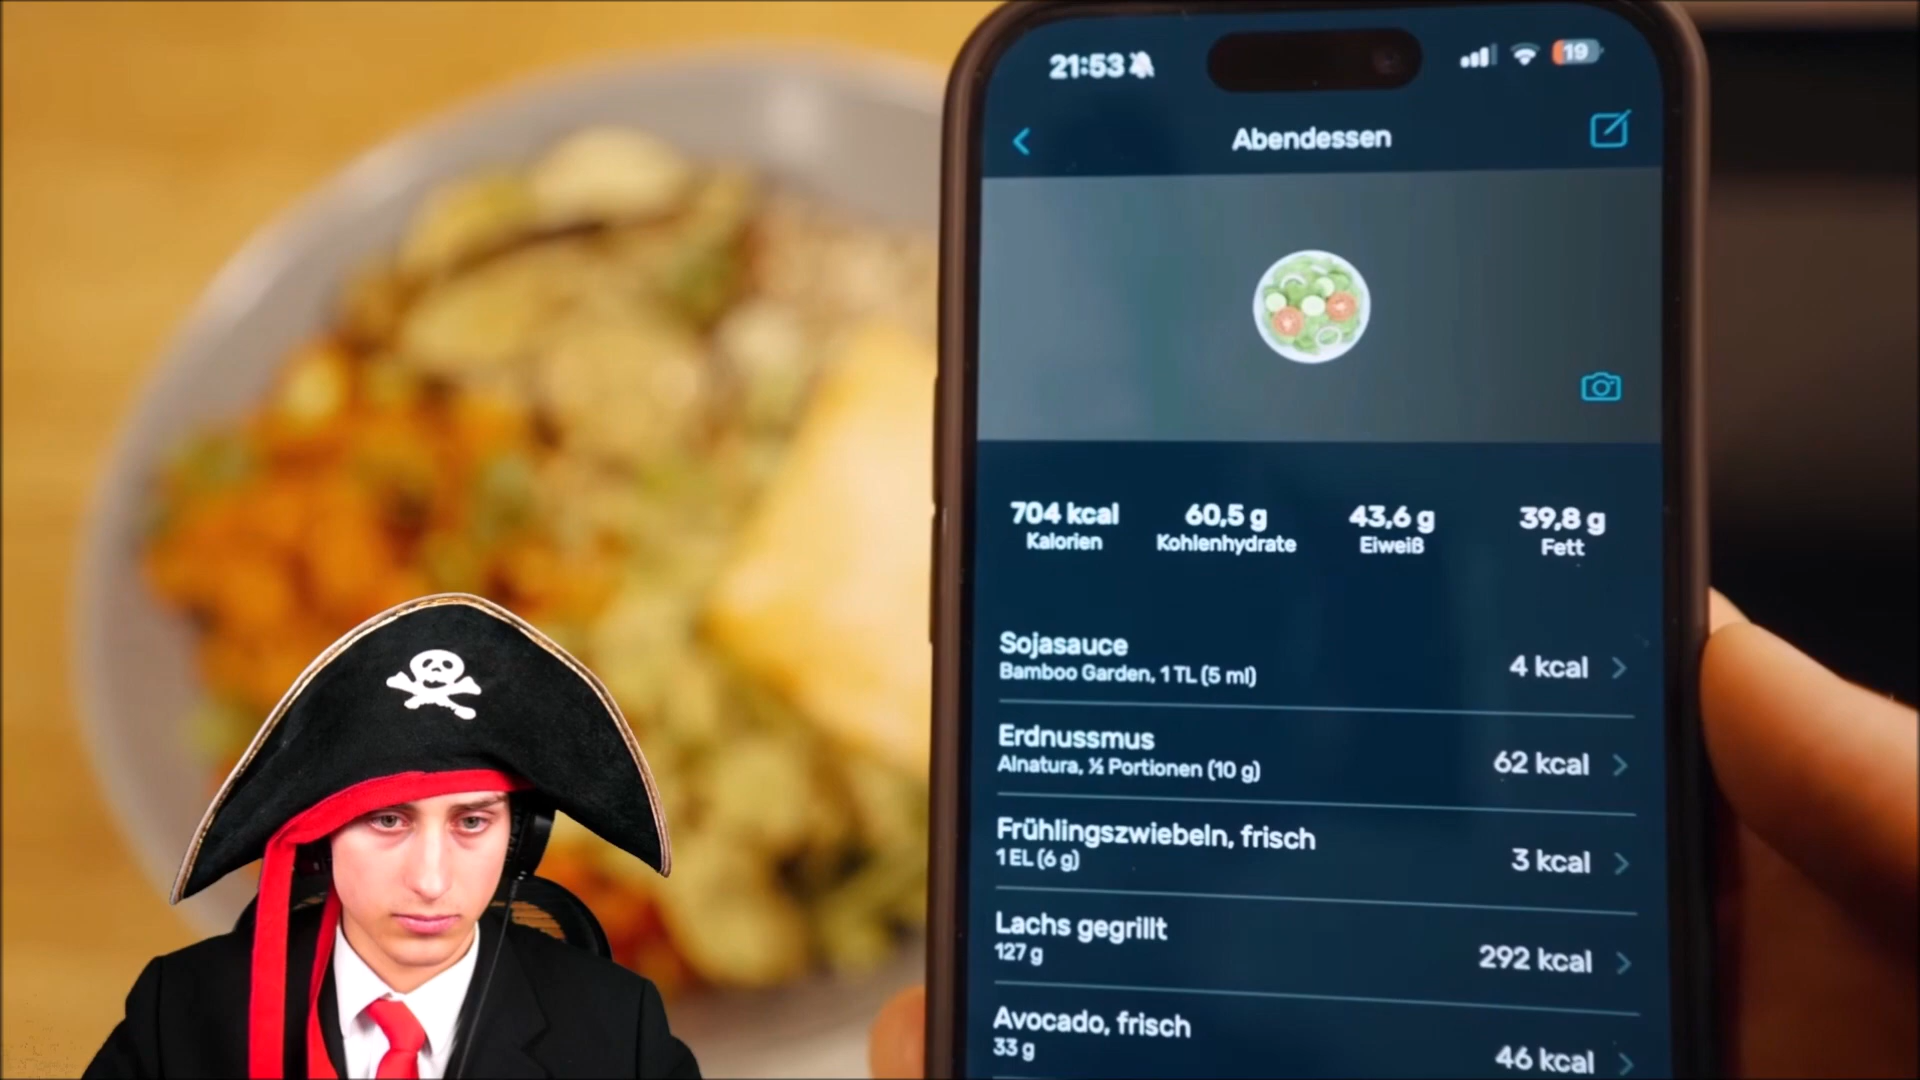 21:53
19
Abendessen
704 kcal 60,5 g 43,6 g 39,8 g
Kalorien Kohlenhydrate Eiweiß Fett
Sojasauce
Bamboo Garden, 1 TL (5 ml)
4 kcal
Erdnussmus
Alnatura, ½ Portionen (10 g)
62 kcal
Frühlingszwiebeln, frisch
1 EL (6 g)
3 kcal
Lachs gegrillt
127 g
292 kcal
Avocado, frisch
33 g
46 kcal